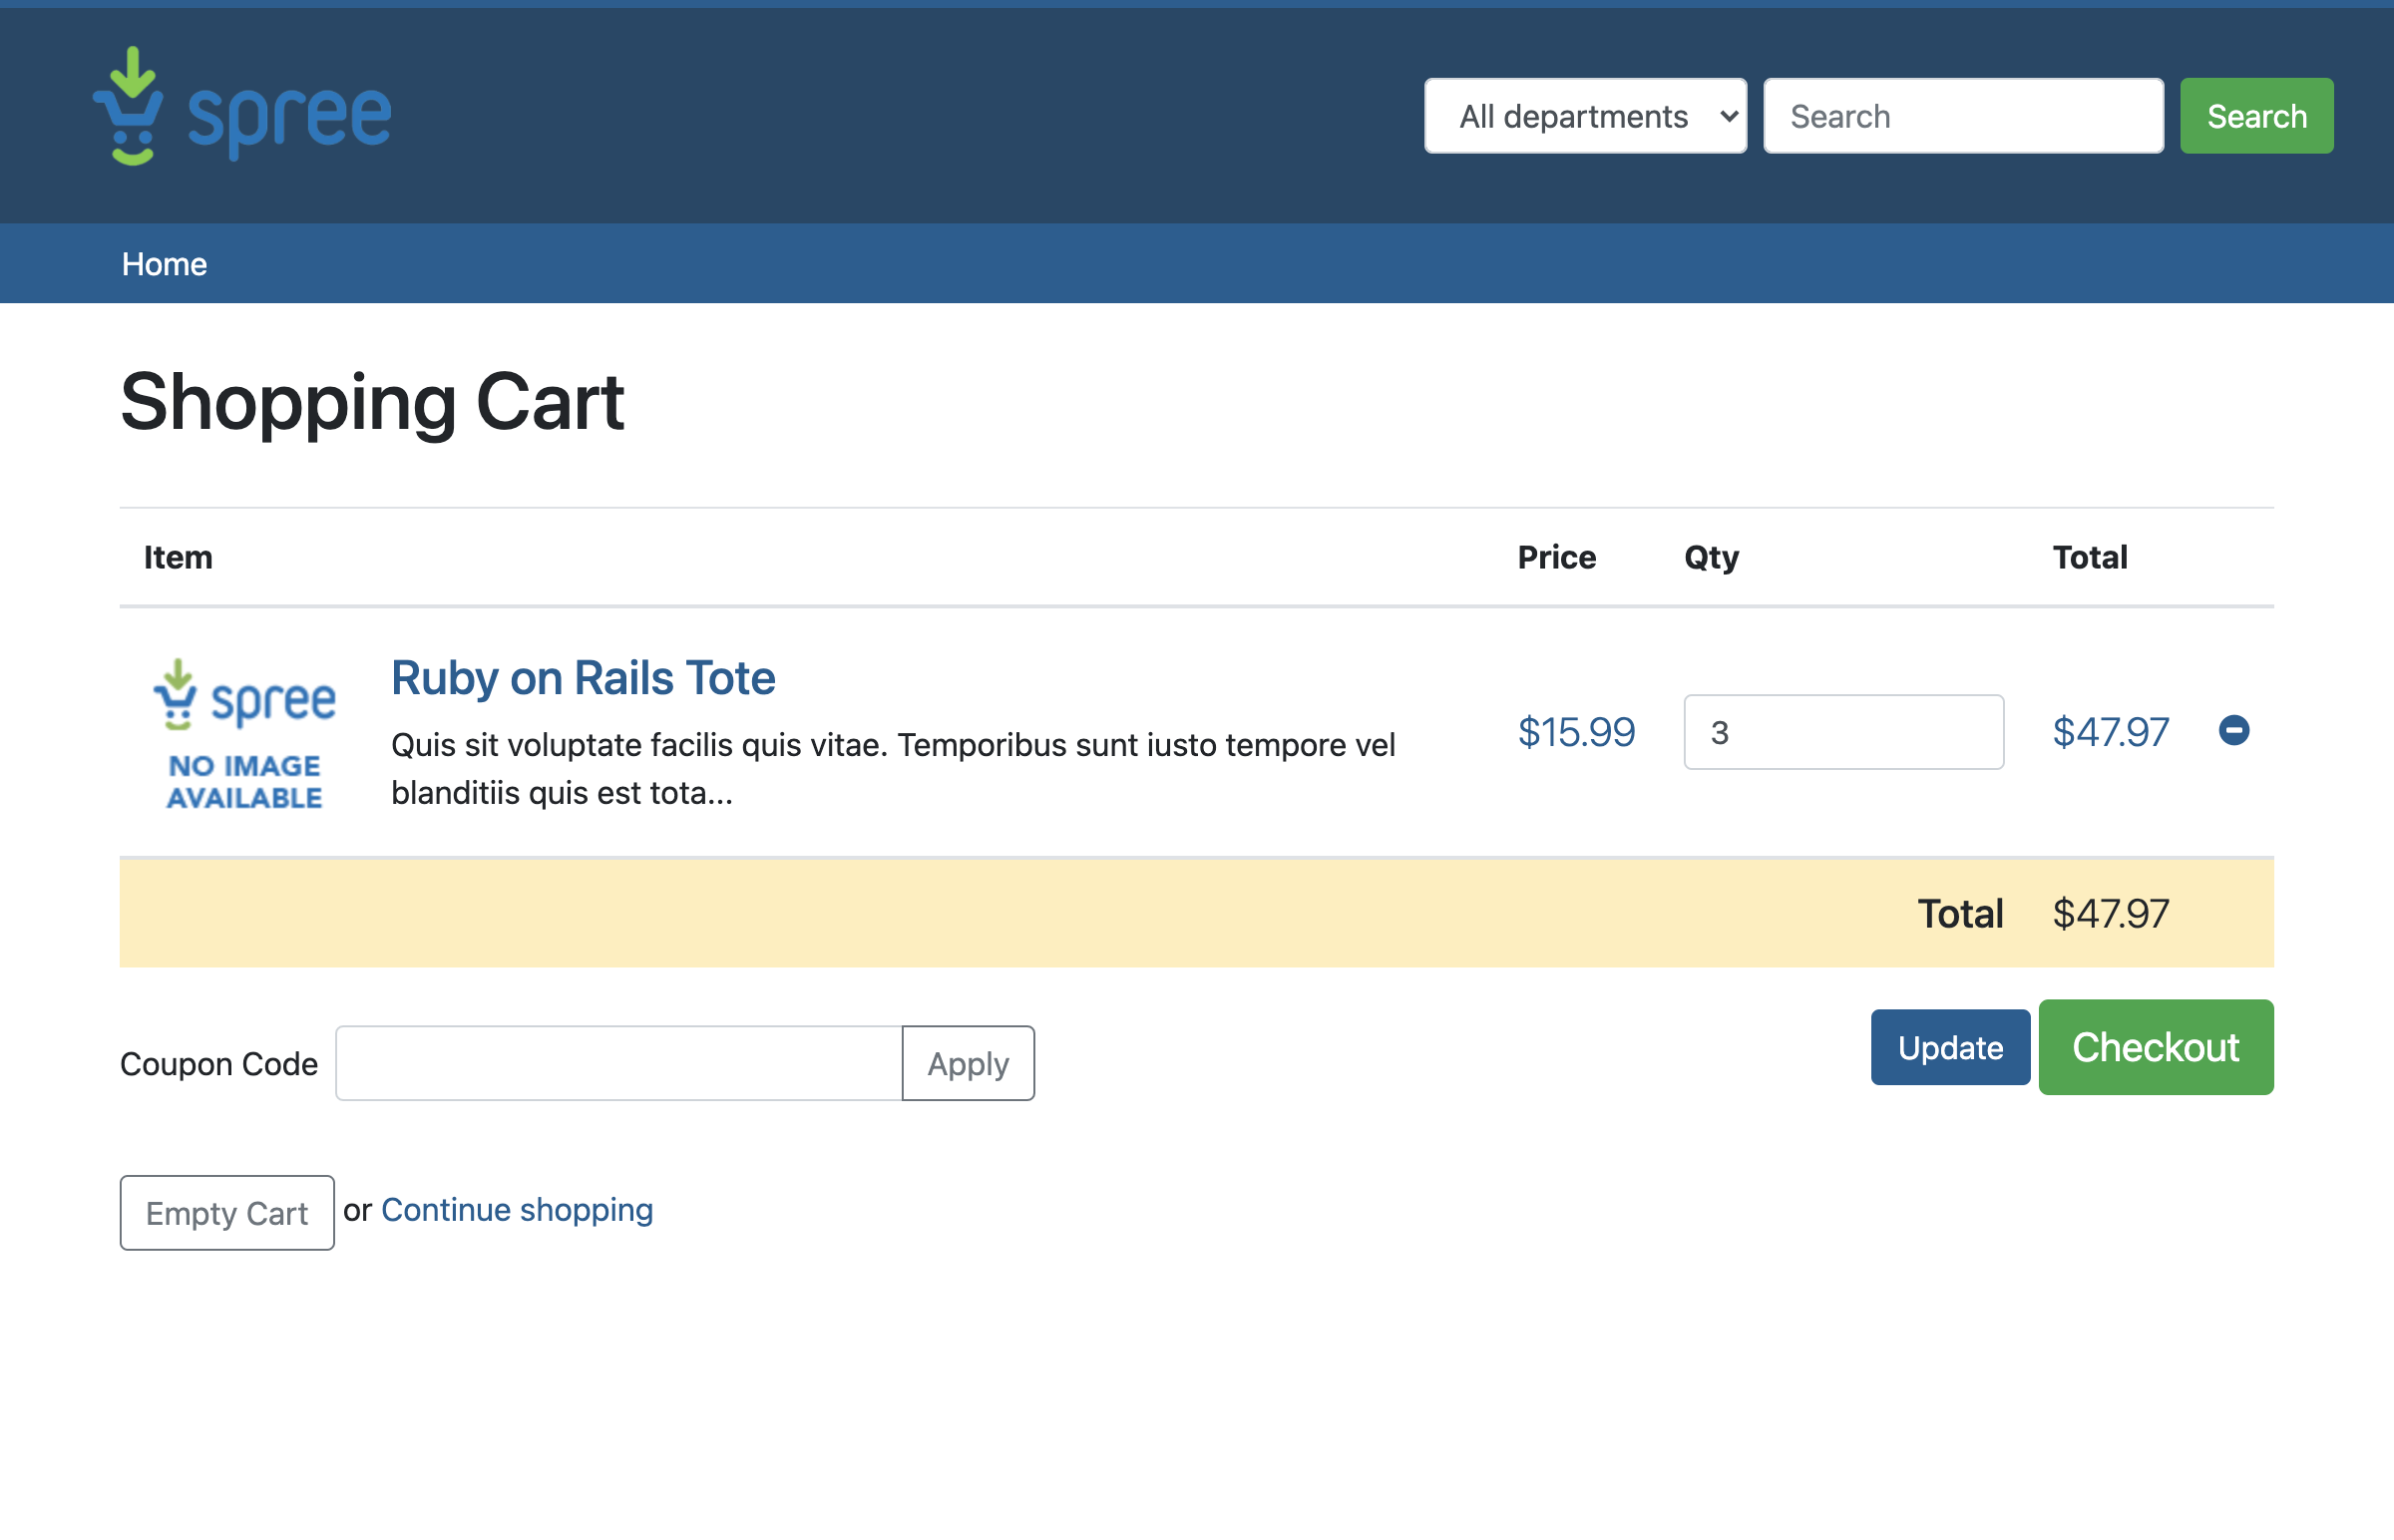 spree
All departments Search Search
Home
Shopping Cart
Item Price Qty Total
spree
NO IMAGE
AVAILABLE
Ruby on Rails Tote
Quis sit voluptate facilis quis vitae. Temporibus sunt iusto tempore vel
blanditiis quis est tota...
$15.99 3 $47.97
Total $47.97
Coupon Code Apply
Update Checkout
Empty Cart or Continue shopping